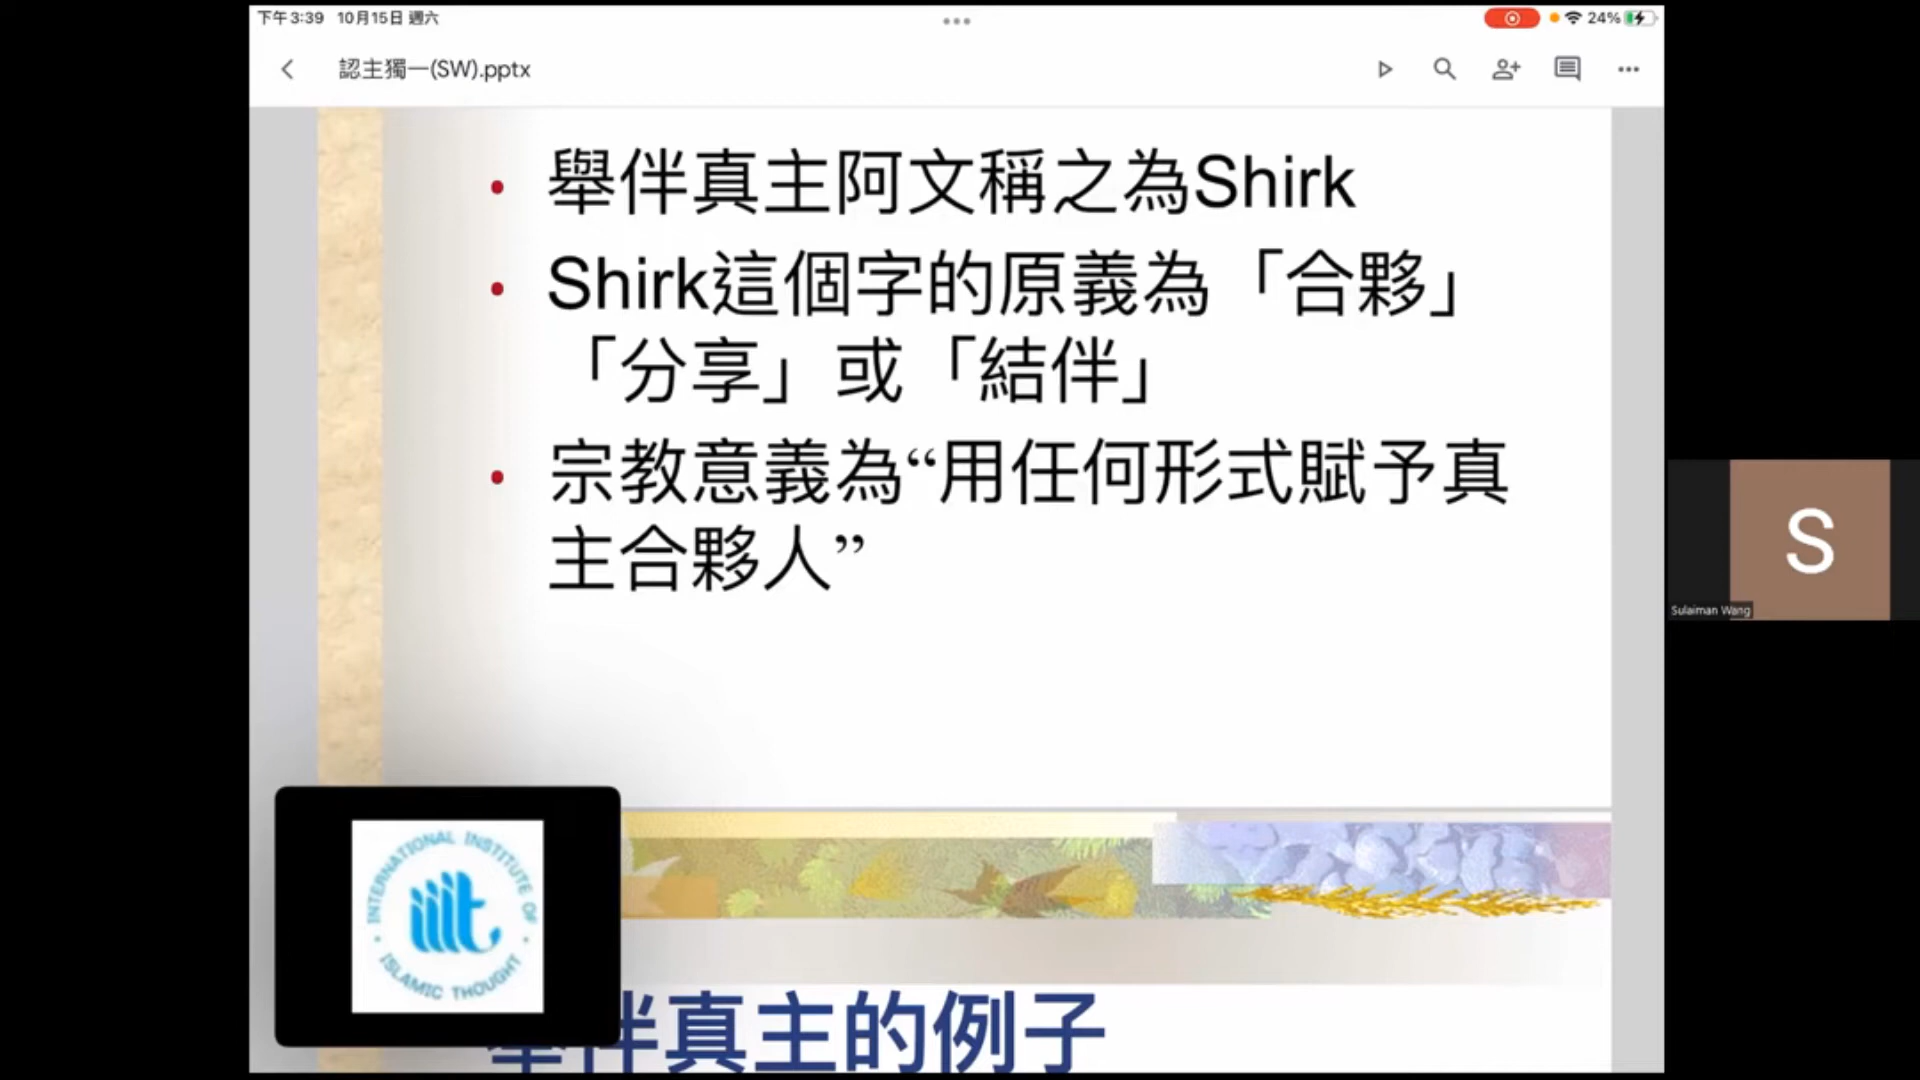 下午3:39 10月15日 週六
24%
認主獨一(SW).pptx
舉伴真主阿文稱之為Shirk
Shirk這個字的原義為「合夥」
「分享」或「結伴」
宗教意義為“用任何形式賦予真
主合夥人”
S
Sulaiman Wang
INTERNATIONAL INSTITUTE OF
iiit
ISLAMIC THOUGHT
舉伴真主的例子